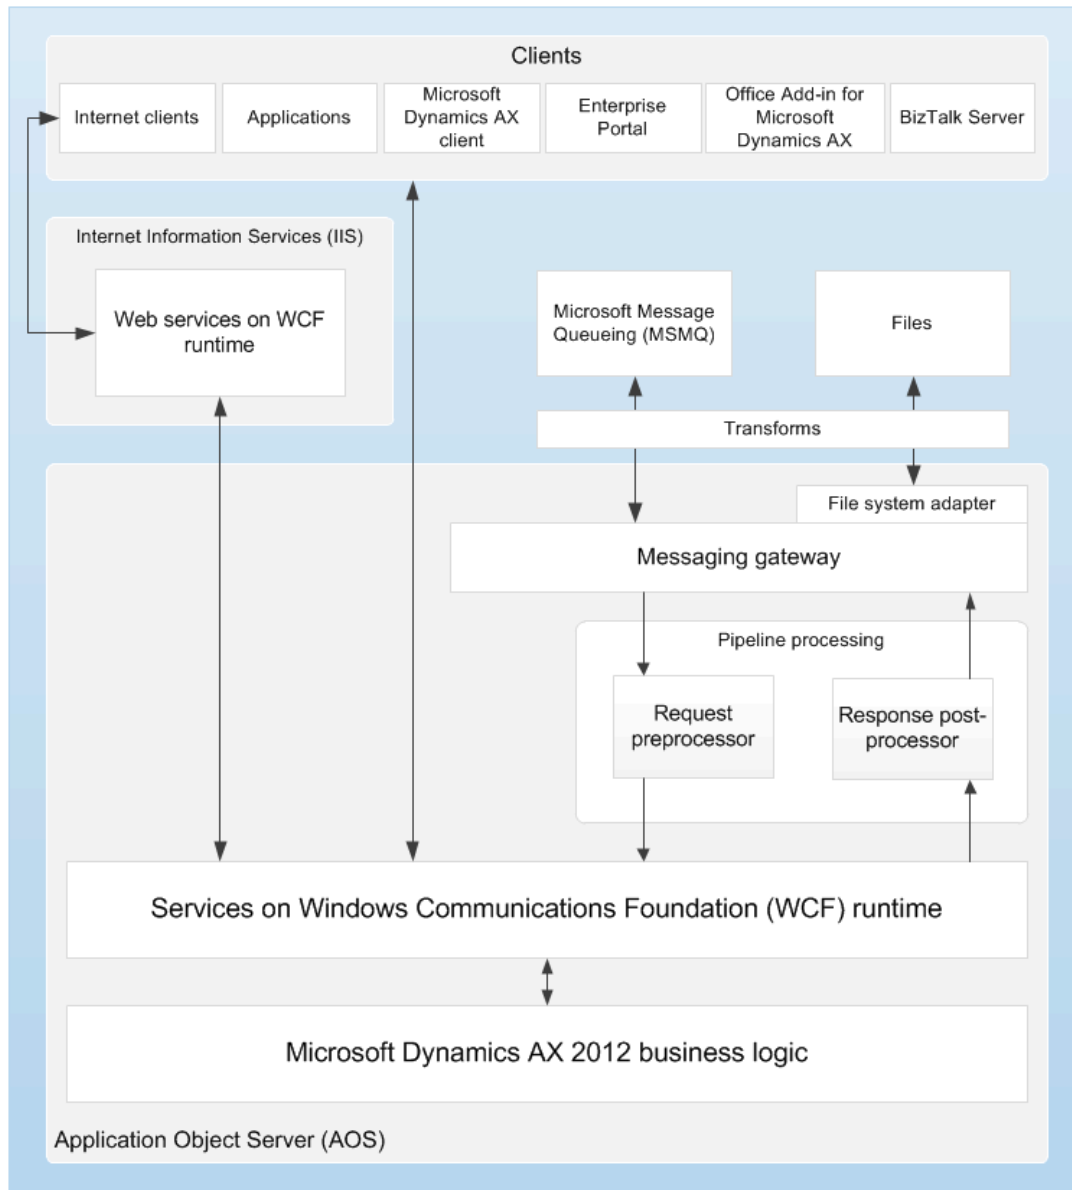 Clients
Internet clients
Applications
Microsoft
Dynamics AX
client
Enterprise
Portal
Office Add-in for
Microsoft
Dynamics AX
BizTalk Server
Internet Information Services (IIS)
Web services on WCF
runtime
Microsoft Message
Queueing (MSMQ)
Files
Transforms
File system adapter
Messaging gateway
Pipeline processing
Request
preprocessor
Response post-
processor
Services on Windows Communications Foundation (WCF) runtime
Microsoft Dynamics AX 2012 business logic
Application Object Server (AOS)